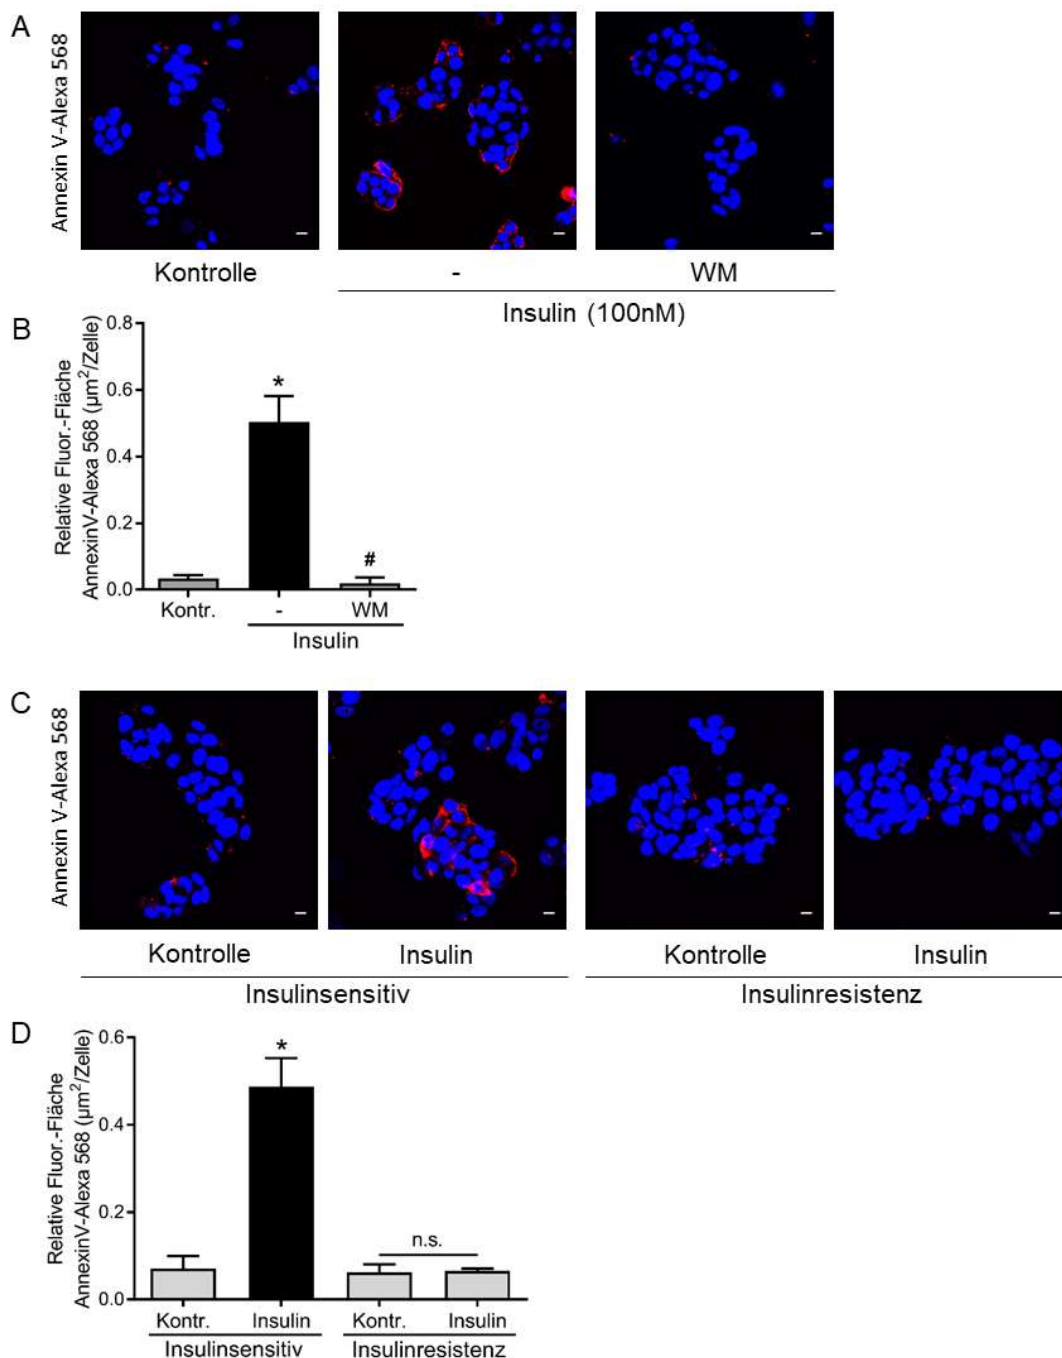 A
Annexin V-Alexa 568
Kontrolle
-
WM
Insulin (100nM)
B
Relative Fluor.-Fläche
AnnexinV-Alexa 568 (µm²/Zelle)
0.8
0.6
0.4
0.2
0.0
*
#
Kontr.
-
WM
Insulin
C
Annexin V-Alexa 568
Kontrolle
Insulin
Kontrolle
Insulin
Insulinsensitiv
Insulinresistenz
D
Relative Fluor.-Fläche
AnnexinV-Alexa 568 (µm²/Zelle)
0.6
0.4
0.2
0.0
*
n.s.
Kontr.
Insulin
Kontr.
Insulin
Insulinsensitiv
Insulinresistenz